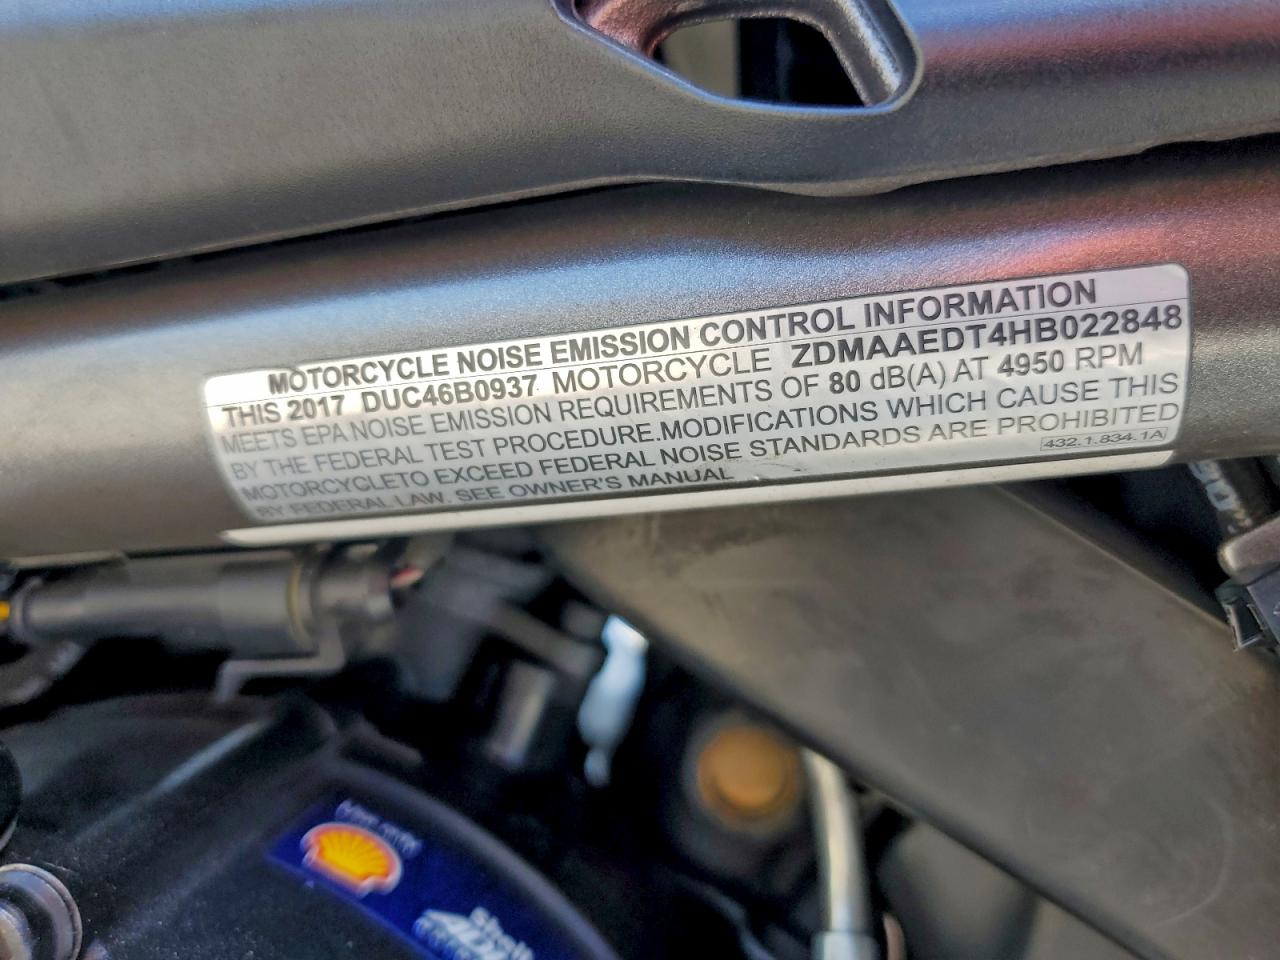 MOTORCYCLE NOISE EMISSION CONTROL INFORMATION
THIS 2017 DUC46B0937 MOTORCYCLE ZDMAAEDT4HB022848
MEETS EPA NOISE EMISSION REQUIREMENTS OF 80 dB(A) AT 4950 RPM
BY THE FEDERAL TEST PROCEDURE.MODIFICATIONS WHICH CAUSE THIS
MOTORCYCLETO EXCEED FEDERAL NOISE STANDARDS ARE PROHIBITED
BY FEDERAL LAW. SEE OWNER'S MANUAL
432.1.834.1A
Shell